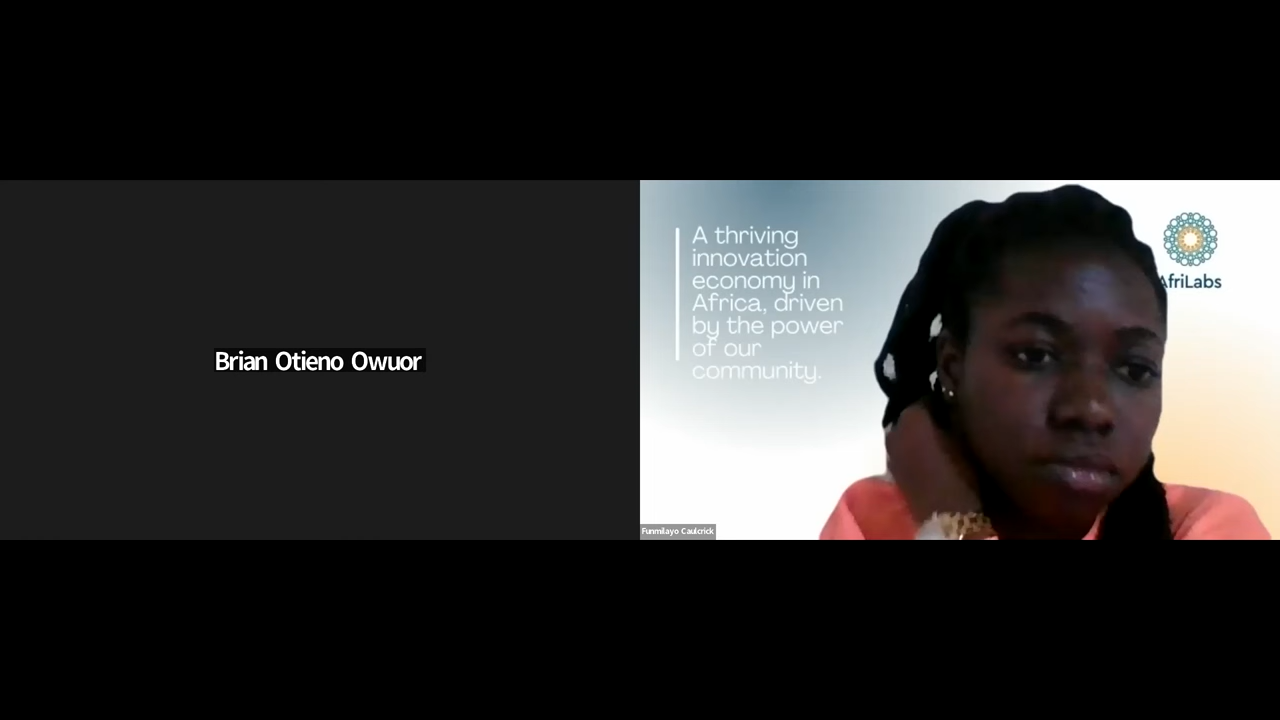 Brian Otieno Owuor
A thriving
innovation
economy in
Africa, driven
by the power
of our
community.
AfriLabs
Funmilayo Caulcrick